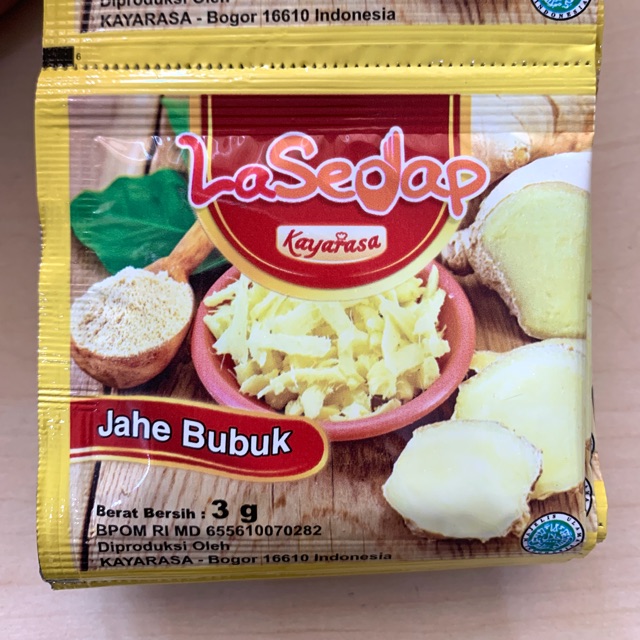 Diproduksi Oleh
KAYARASA - Bogor 16610 Indonesia
LaSedap
Kayarasa
Jahe Bubuk
Berat Bersih : 3 g
BPOM RI MD 655610070282
Diproduksi Oleh
KAYARASA - Bogor 16610 Indonesia